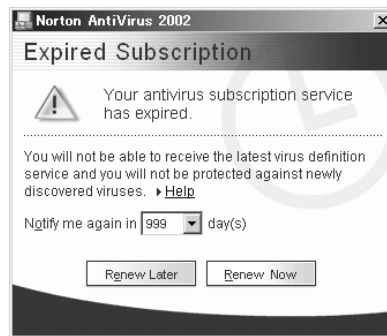 Norton AntiVirus 2002
Expired Subscription
Your antivirus subscription service
has expired.
You will not be able to receive the latest virus definition
service and you will not be protected against newly
discovered viruses. Help
Notify me again in 999 day(s)
Renew Later Renew Now